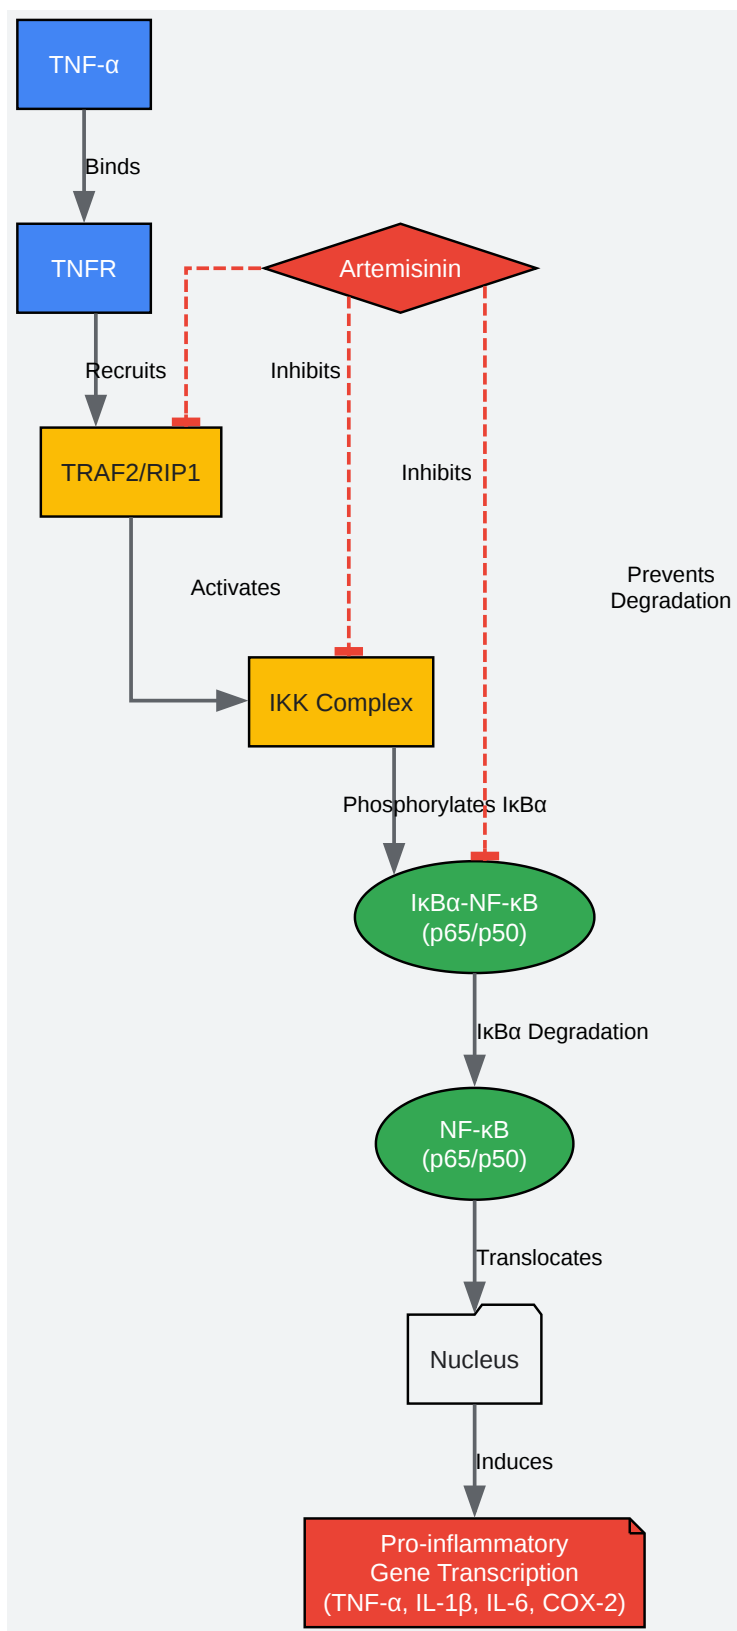 TNF-α
Binds
TNFR
Artemisinin
Recruits
Inhibits
TRAF2/RIP1
Inhibits
Prevents
Degradation
Activates
IKK Complex
Phosphorylates IκBα
IκBα-NF-κB
(p65/p50)
IκBα Degradation
NF-κB
(p65/p50)
Translocates
Nucleus
Induces
Pro-inflammatory
Gene Transcription
(TNF-α, IL-1β, IL-6, COX-2)